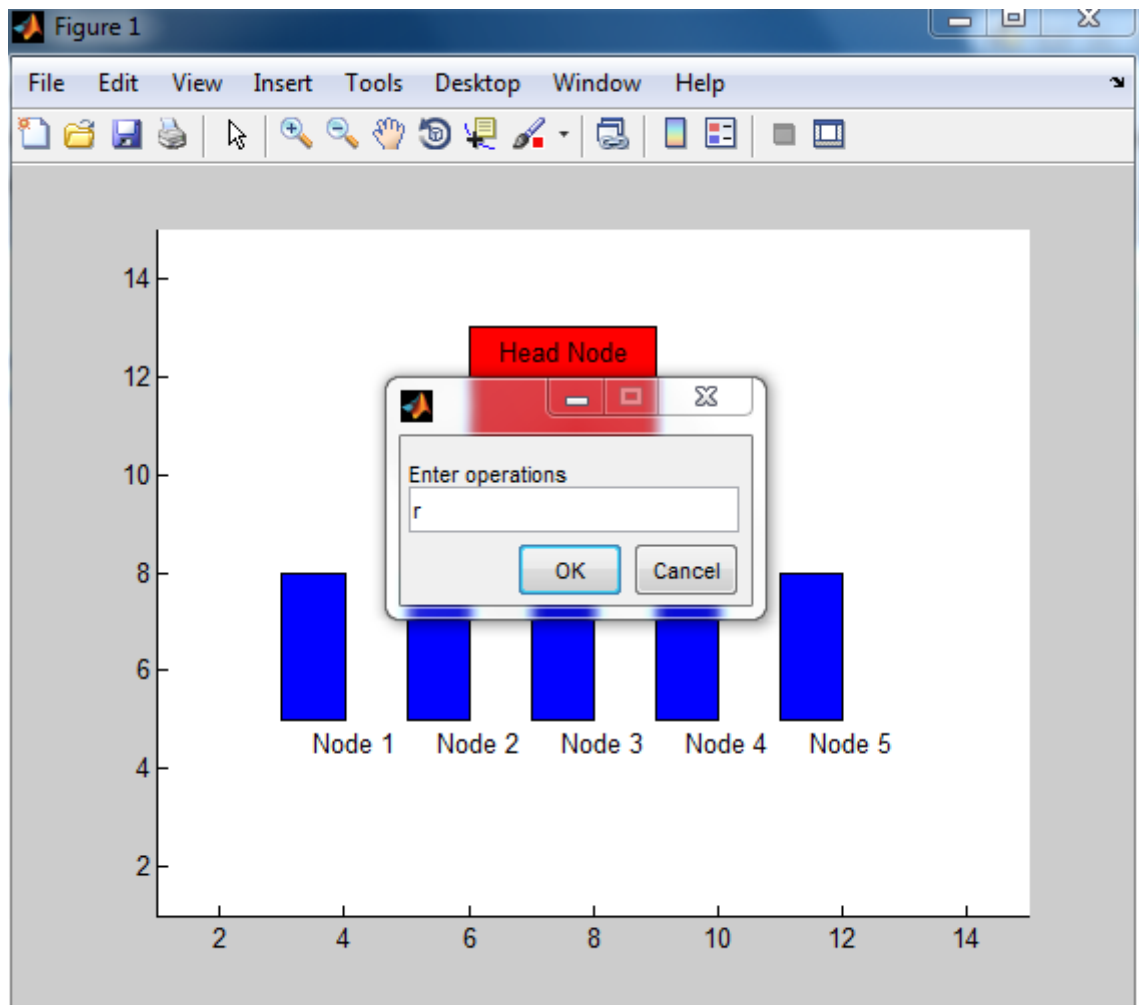 Figure 1
File Edit View Insert Tools Desktop Window Help
14
Head Node
12
10
Enter operations
r
OK Cancel
8
6
Node 1 Node 2 Node 3 Node 4 Node 5
4
2
2 4 6 8 10 12 14